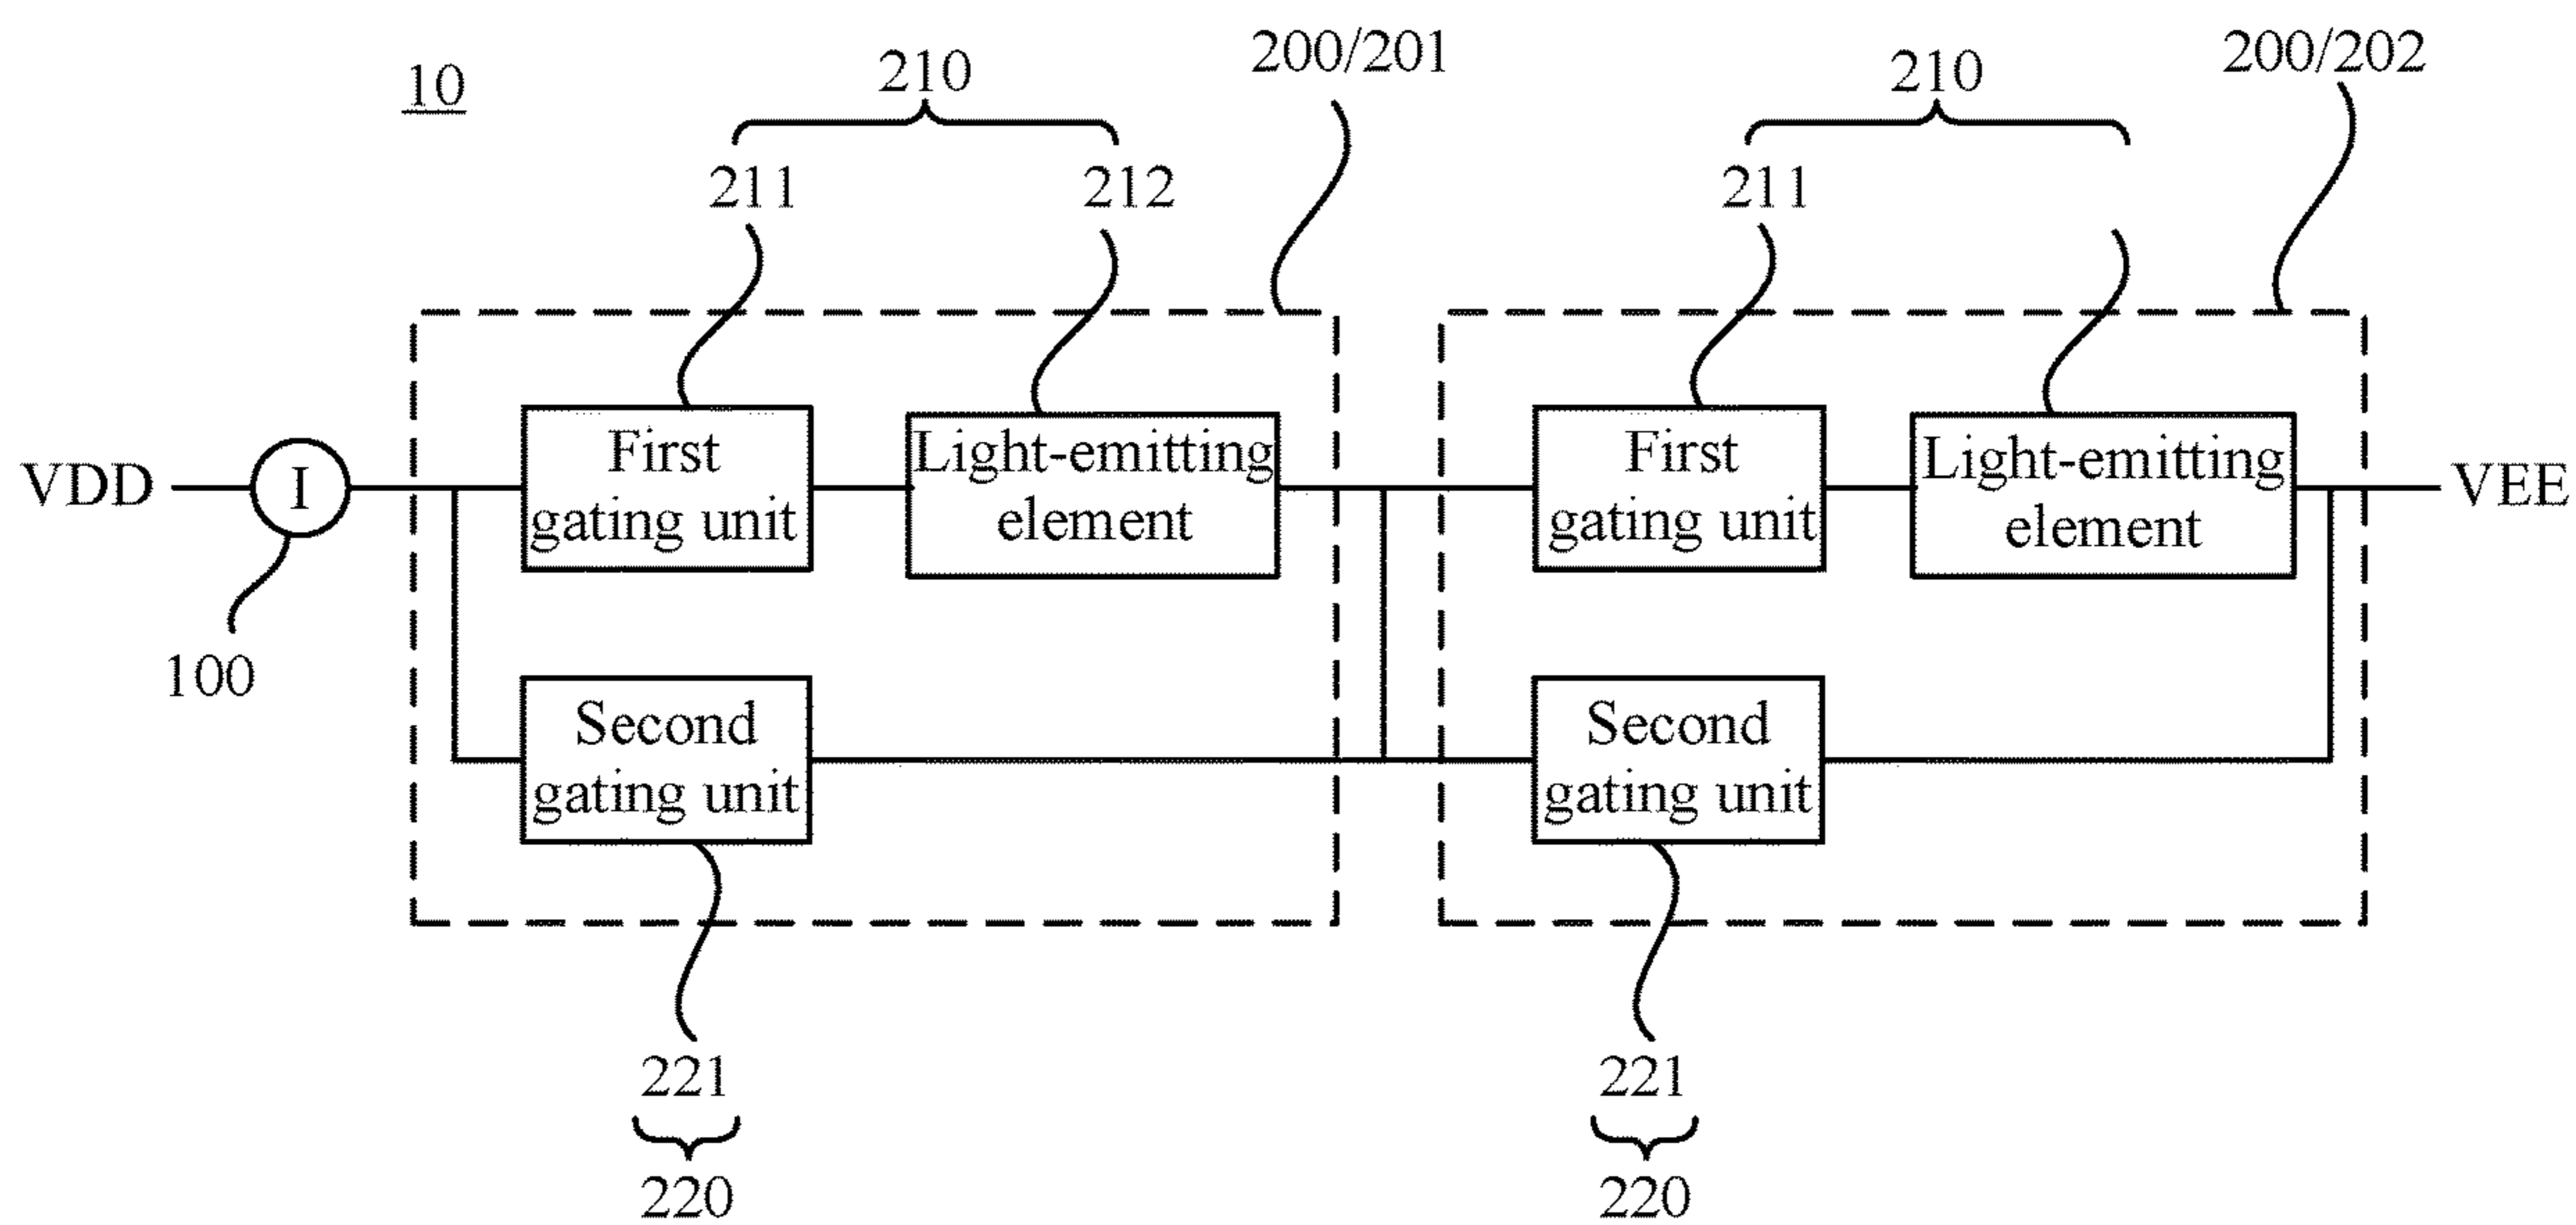 10
210
200/201
210
200/202
211
212
211
First
gating unit
Light-emitting
element
First
gating unit
Light-emitting
element
VDD
I
VEE
100
Second
gating unit
Second
gating unit
221
221
220
220